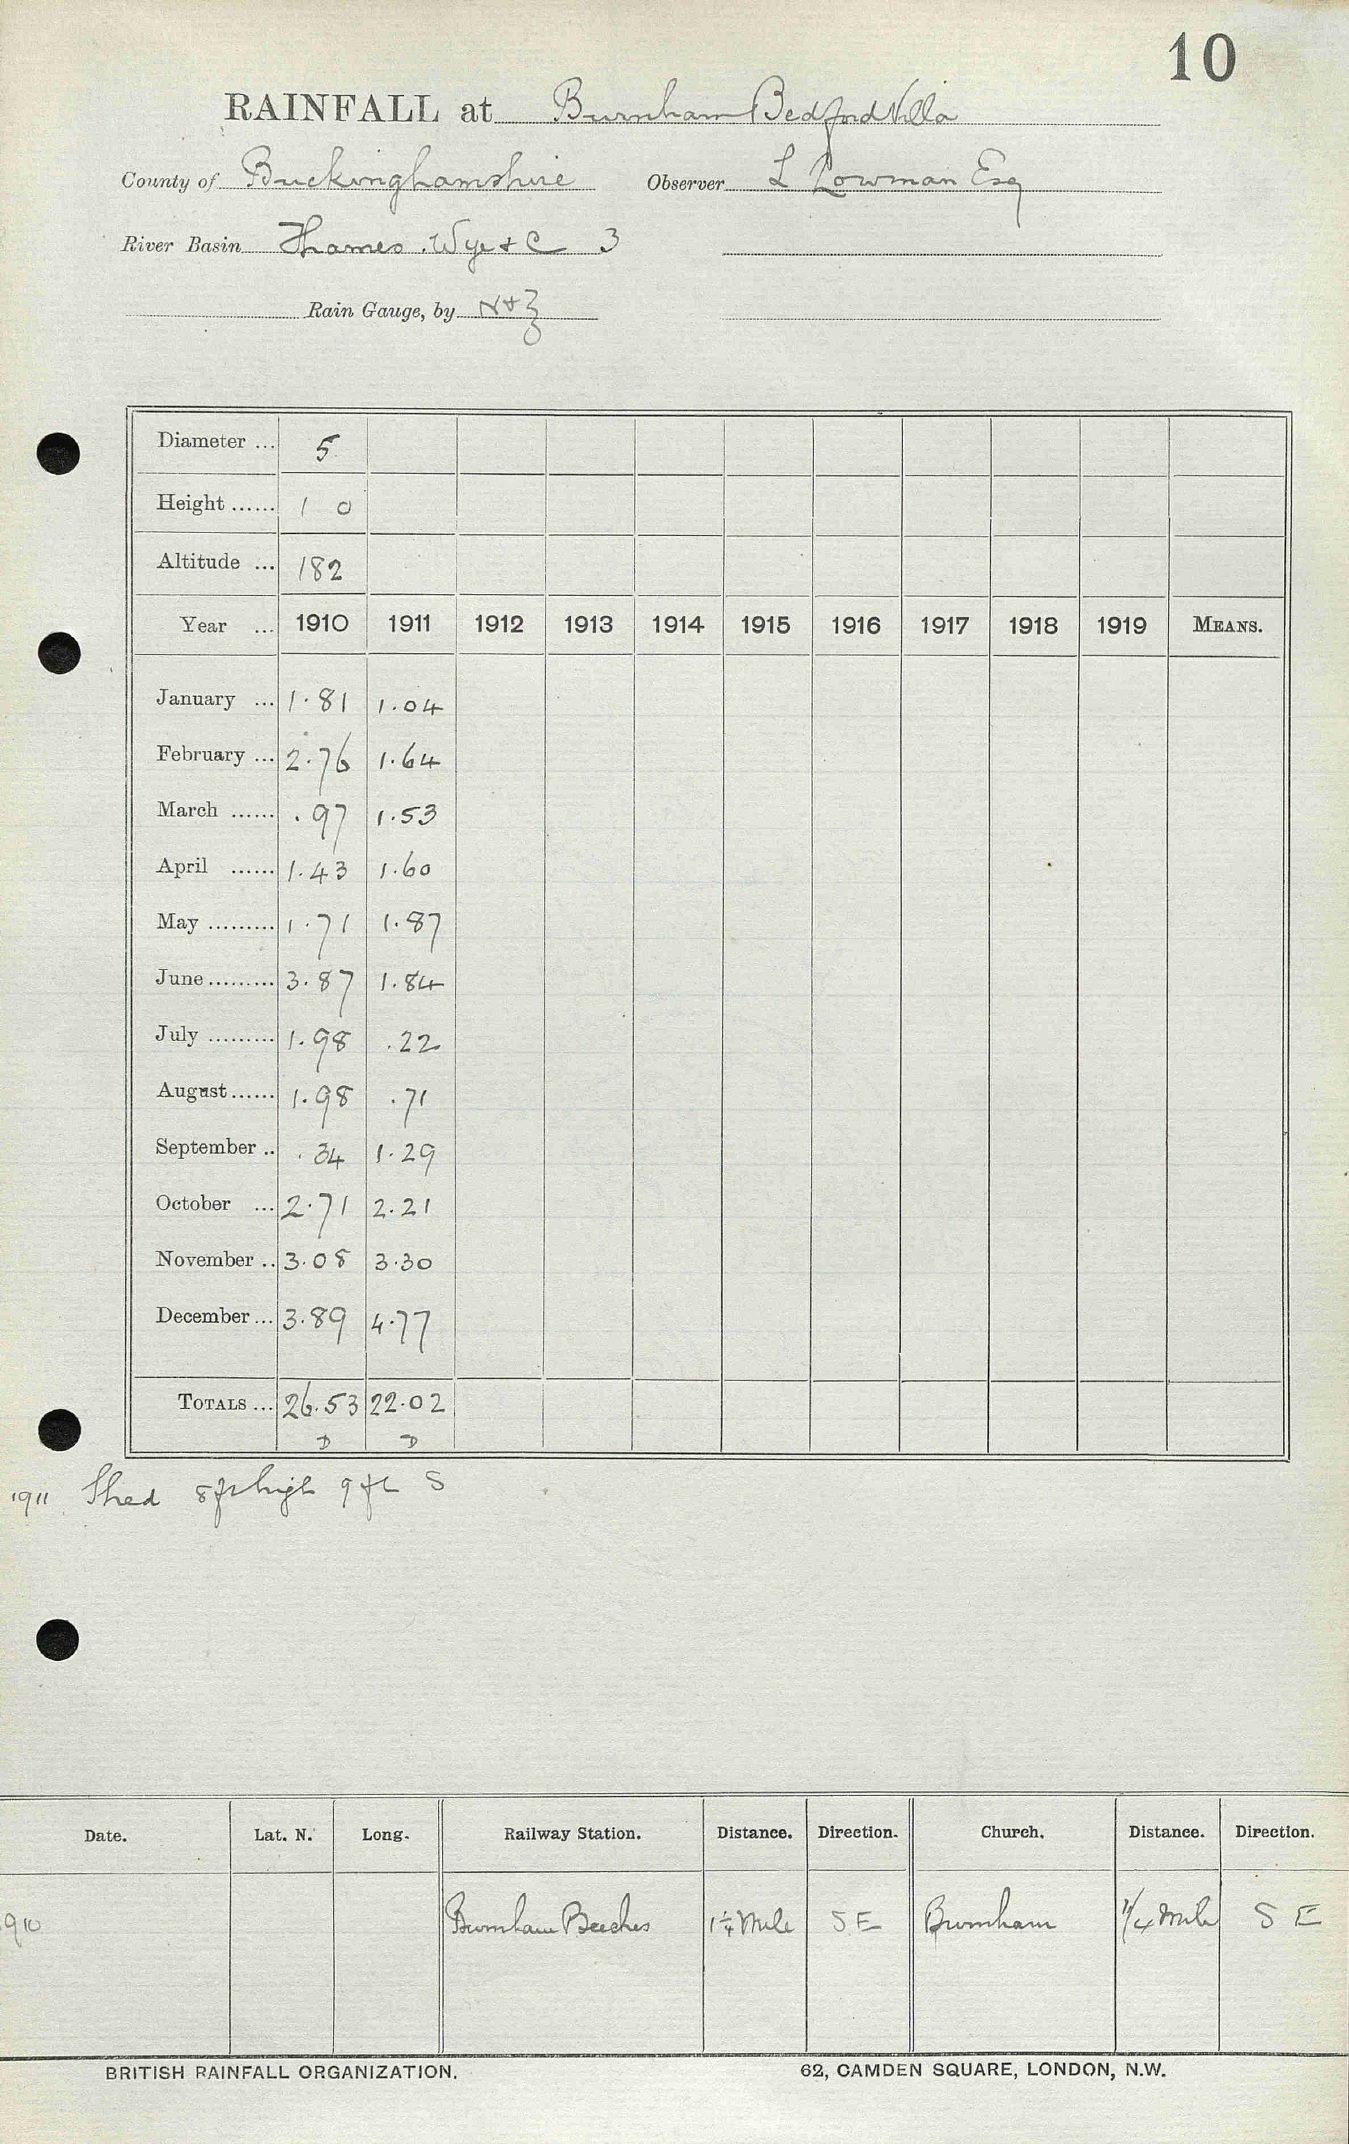 10
RAINFALL at Burnham Bedford Villa
County of Buckinghamshire Observer L Lowman Esq
River Basin Thames. Wye & C 3
Rain Gauge, by N & Z
Diameter ... 5
Height ...... 1 0
Altitude ... 182
Year ... 1910 1911 1912 1913 1914 1915 1916 1917 1918 1919 MEANS.
January ... 1.81 1.04
February ... 2.76 1.64
March ...... .97 1.53
April ...... 1.43 1.60
May ......... 1.71 1.87
June ......... 3.87 1.84
July ......... 1.98 .22
August ...... 1.98 .71
September .. .34 1.29
October ... 2.71 2.21
November .. 3.08 3.30
December ... 3.89 4.77
TOTALS ... 26.53 22.02
D D
1911 Shed 8ft high 9 ft S
Date. Lat. N. Long. Railway Station. Distance. Direction. Church. Distance. Direction.
910 Burnham Beeches 1¼ Mile SE Burnham 1/4 Mile S E
BRITISH RAINFALL ORGANIZATION. 62, CAMDEN SQUARE, LONDON, N.W.